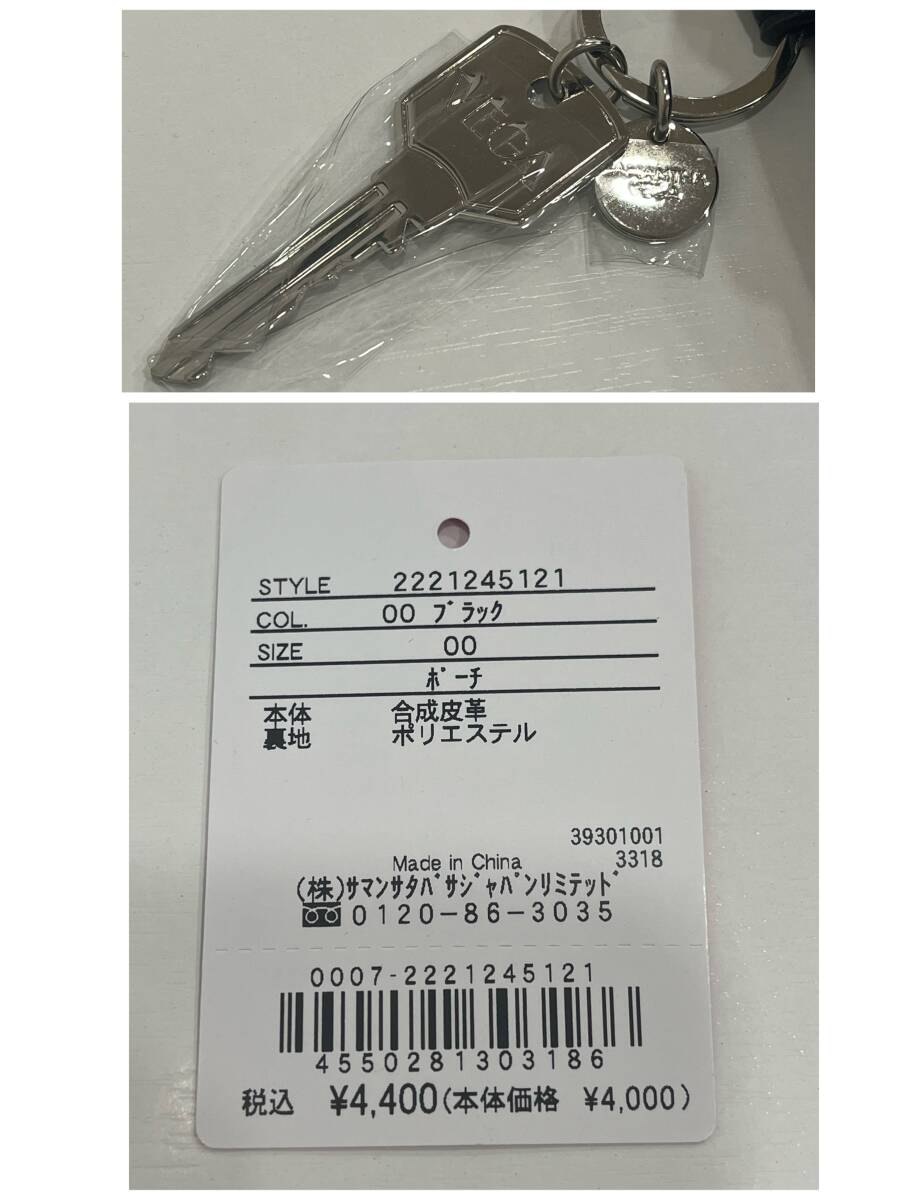 STYLE 2221245121
COL. 00 ﾌﾞﾗｯｸ
SIZE 00
ﾎﾟｰﾁ
本体 合成皮革
裏地 ポリエステル
39301001
Made in China 3318
(株)ｻﾏﾝｻﾀﾊﾞｻｼﾞｬﾊﾟﾝﾘﾐﾃｯﾄﾞ
0120-86-3035
0007-2221245121
4550281303186
税込 ¥4,400(本体価格 ¥4,000)